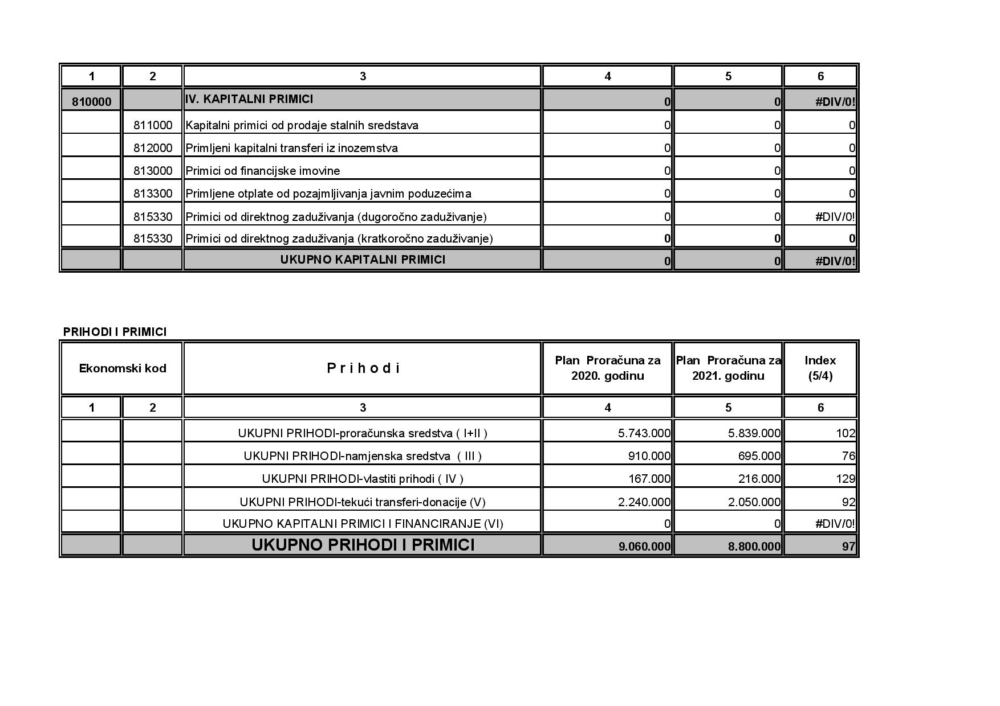 1 2 3 4 5 6
810000 IV. KAPITALNI PRIMICI 0 0 #DIV/0!
811000 Kapitalni primici od prodaje stalnih sredstava 0 0 0
812000 Primljeni kapitalni transferi iz inozemstva 0 0 0
813000 Primici od financijske imovine 0 0 0
813300 Primljene otplate od pozajmljivanja javnim poduzećima 0 0 0
815330 Primici od direktnog zaduživanja (dugoročno zaduživanje) 0 0 #DIV/0!
815330 Primici od direktnog zaduživanja (kratkoročno zaduživanje) 0 0 0
UKUPNO KAPITALNI PRIMICI 0 0 #DIV/0!
PRIHODI I PRIMICI
Ekonomski kod P r i h o d i Plan Proračuna za 2020. godinu Plan Proračuna za 2021. godinu Index (5/4)
1 2 3 4 5 6
UKUPNI PRIHODI-proračunska sredstva ( I+II ) 5.743.000 5.839.000 102
UKUPNI PRIHODI-namjenska sredstva ( III ) 910.000 695.000 76
UKUPNI PRIHODI-vlastiti prihodi ( IV ) 167.000 216.000 129
UKUPNI PRIHODI-tekući transferi-donacije (V) 2.240.000 2.050.000 92
UKUPNO KAPITALNI PRIMICI I FINANCIRANJE (VI) 0 0 #DIV/0!
UKUPNO PRIHODI I PRIMICI 9.060.000 8.800.000 97